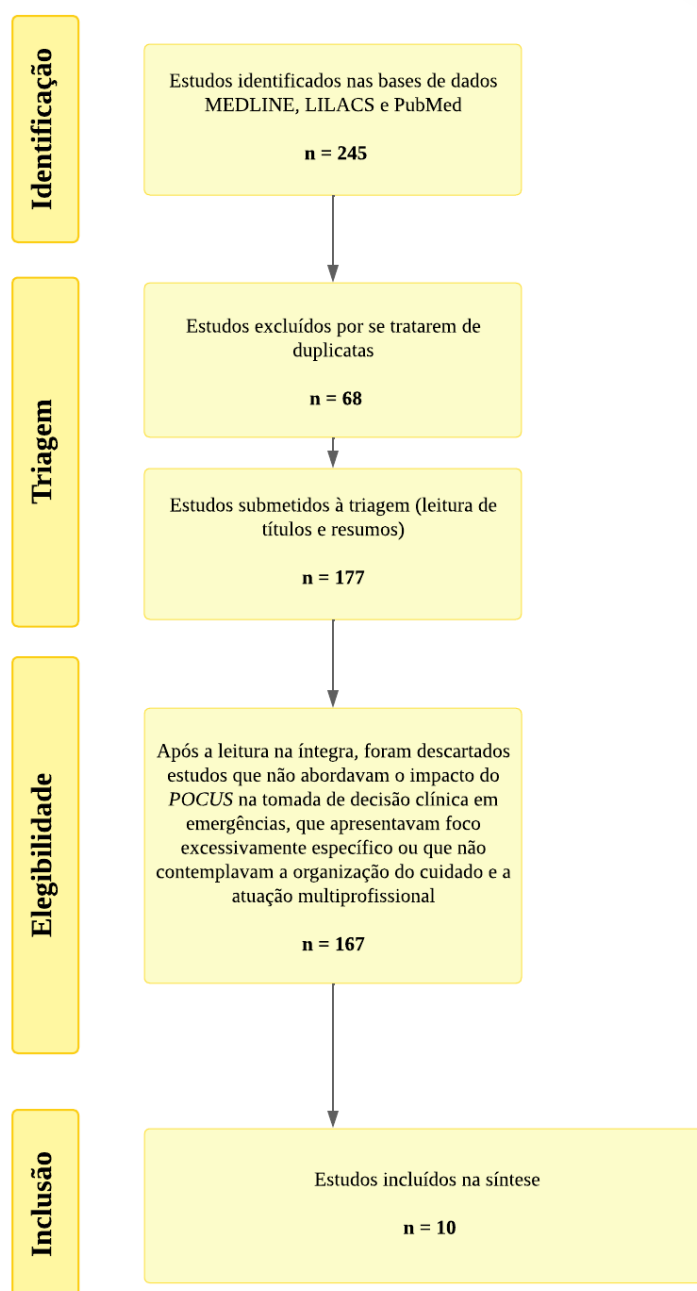 Identificação
Estudos identificados nas bases de dados
MEDLINE, LILACS e PubMed
n = 245
Triagem
Estudos excluídos por se tratarem de
duplicatas
n = 68
Estudos submetidos à triagem (leitura de
títulos e resumos)
n = 177
Elegibilidade
Após a leitura na íntegra, foram descartados
estudos que não abordavam o impacto do
POCUS na tomada de decisão clínica em
emergências, que apresentavam foco
excessivamente específico ou que não
contemplavam a organização do cuidado e a
atuação multiprofissional
n = 167
Inclusão
Estudos incluídos na síntese
n = 10